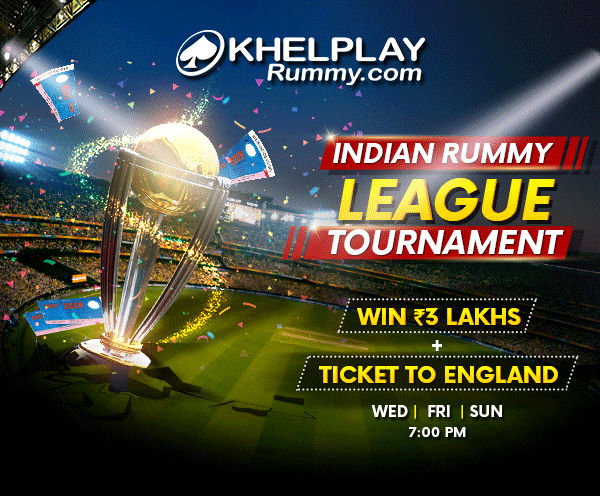 KHELPLAY
Rummy.com
INDIAN RUMMY
LEAGUE
TOURNAMENT
WIN ₹3 LAKHS
+
TICKET TO ENGLAND
WED | FRI | SUN
7:00 PM